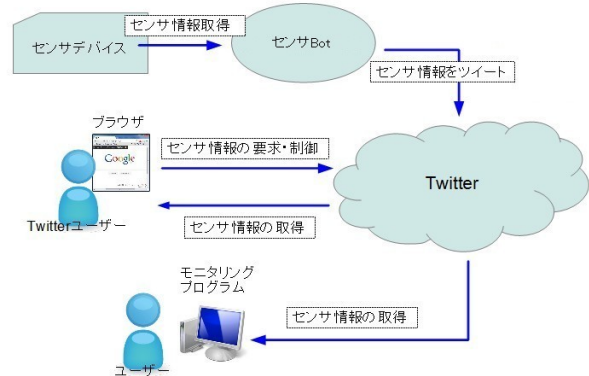 センサ情報取得
センサデバイス
センサBot
センサ情報をツイート
ブラウザ
Google
センサ情報の要求・制御
Twitter
Twitterユーザー
センサ情報の取得
モニタリング
プログラム
センサ情報の取得
ユーザー